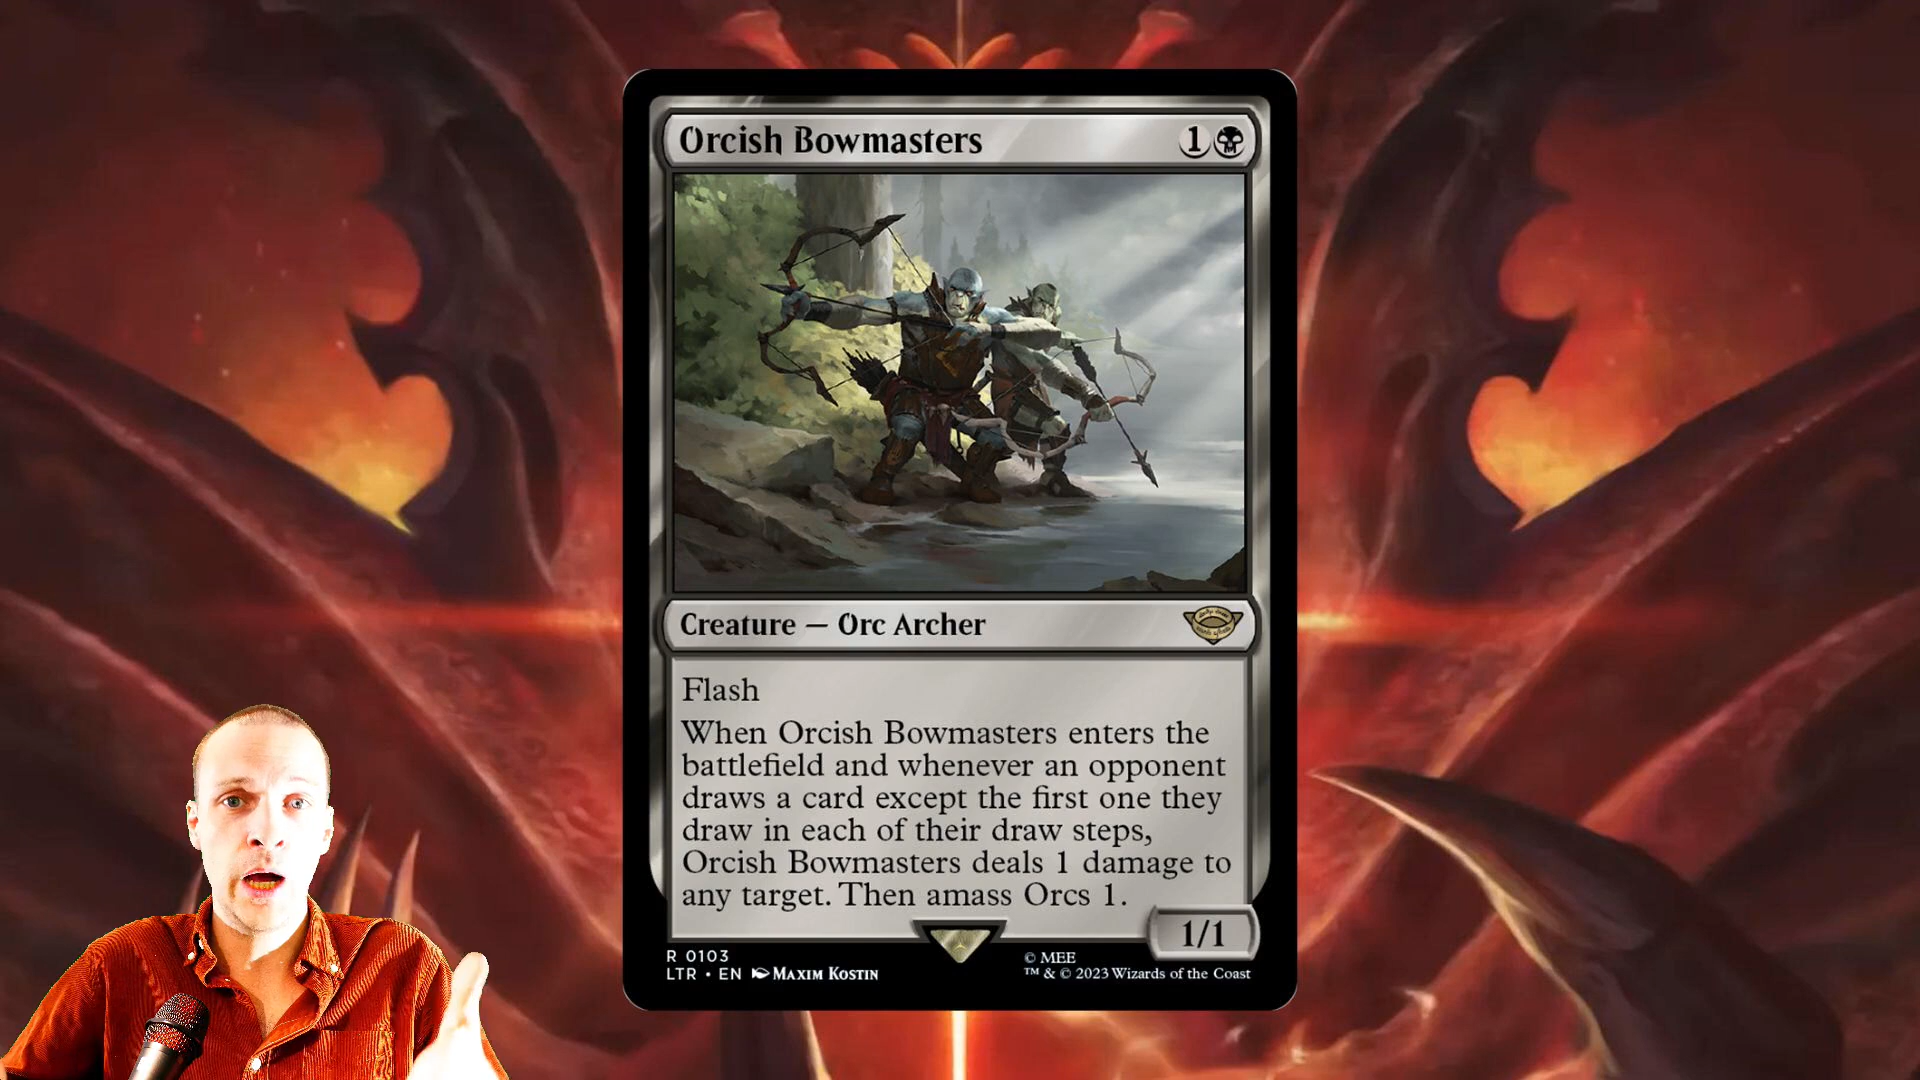 Orcish Bowmasters 1
Creature — Orc Archer
Flash
When Orcish Bowmasters enters the
battlefield and whenever an opponent
draws a card except the first one they
draw in each of their draw steps,
Orcish Bowmasters deals 1 damage to
any target. Then amass Orcs 1.
1/1
R 0103
LTR • EN Maxim Kostin
© MEE
™ & © 2023 Wizards of the Coast